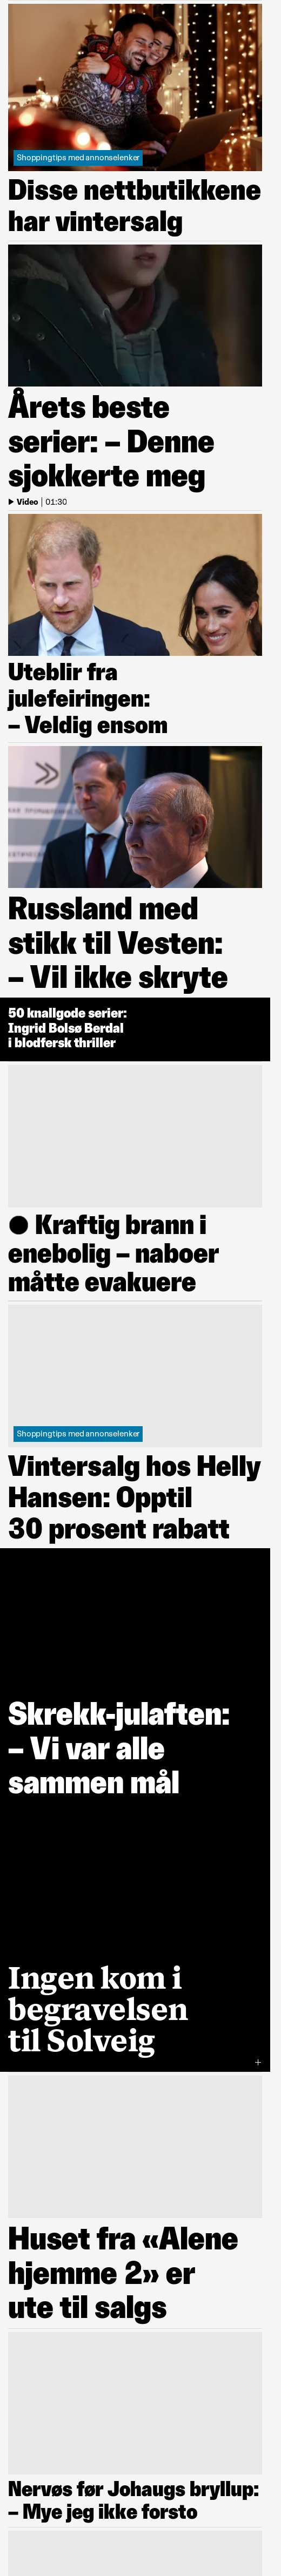 Shoppingtips med annonselenker
Disse nettbutikkene
har vintersalg
Årets beste
serier: – Denne
sjokkerte meg
Video | 01:30
Uteblir fra
julefeiringen:
– Veldig ensom
Russland med
stikk til Vesten:
– Vil ikke skryte
50 knallgode serier:
Ingrid Bolsø Berdal
i blodfersk thriller
● Kraftig brann i
enebolig – naboer
måtte evakuere
Shoppingtips med annonselenker
Vintersalg hos Helly
Hansen: Opptil
30 prosent rabatt
Skrekk-julaften:
– Vi var alle
sammen mål
Ingen kom i
begravelsen
til Solveig
+
Huset fra «Alene
hjemme 2» er
ute til salgs
Nervøs før Johaugs bryllup:
– Mye jeg ikke forsto